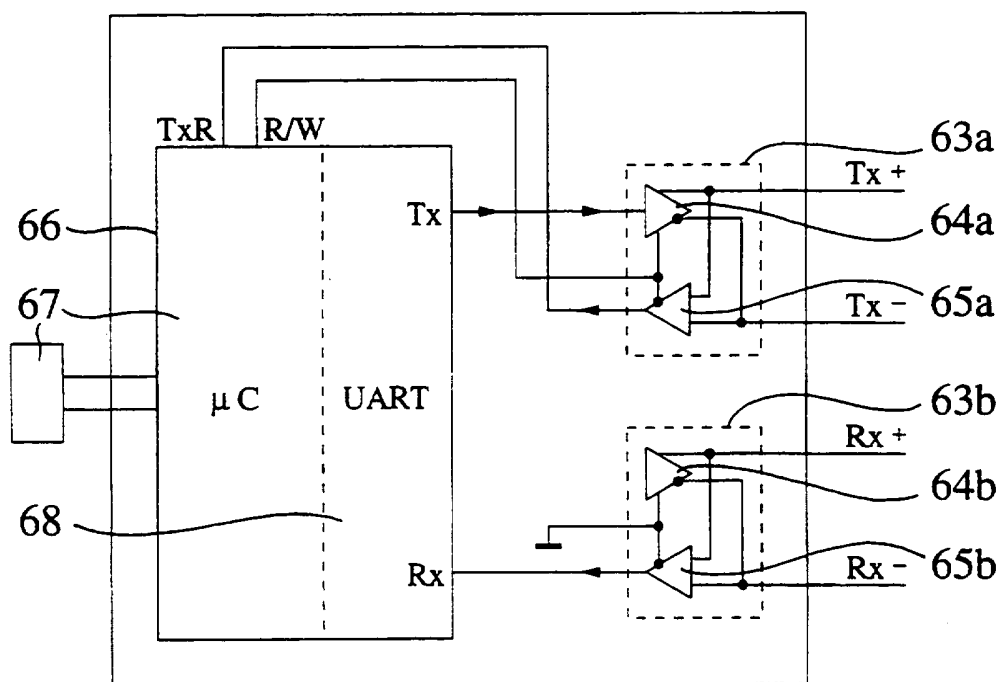 TxR R/W
63a
Tx +
Tx
64a
66
67
65a
Tx −
μC UART
63b
Rx +
64b
68
Rx
65b
Rx −